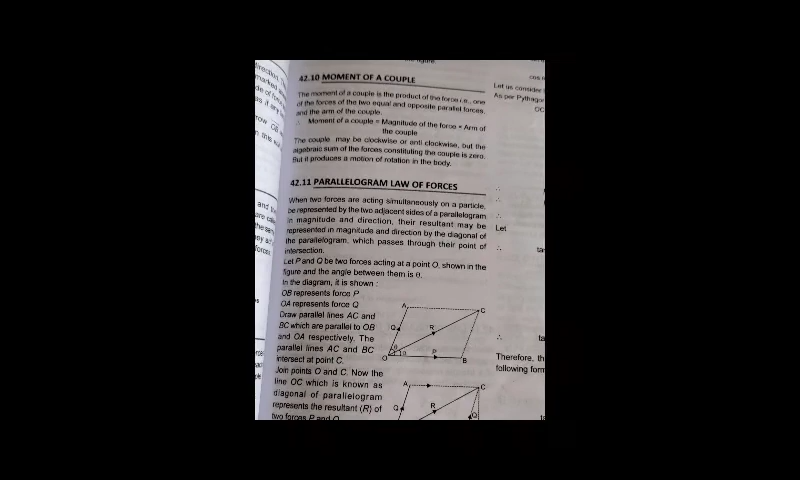 the figure.
42.10 MOMENT OF A COUPLE
The moment of a couple is the product of the force i.e., one
of the forces of the two equal and opposite parallel forces,
and the arm of the couple.
∴ Moment of a couple = Magnitude of the force × Arm of
the couple
The couple may be clockwise or anti clockwise, but the
algebraic sum of the forces constituting the couple is zero.
But it produces a motion of rotation in the body.
42.11 PARALLELOGRAM LAW OF FORCES
When two forces are acting simultaneously on a particle,
be represented by the two adjacent sides of a parallelogram
in magnitude and direction, their resultant may be
represented in magnitude and direction by the diagonal of
the parallelogram, which passes through their point of
intersection.
Let P and Q be two forces acting at a point O, shown in the
figure and the angle between them is θ.
In the diagram, it is shown :
OB represents force P
OA represents force Q
Draw parallel lines AC and
BC which are parallel to OB
and OA respectively. The
parallel lines AC and BC
intersect at point C.
Join points O and C. Now the
line OC which is known as
diagonal of parallelogram
represents the resultant (R) of
two forces P and Q
A C
Q R
θ
O P B
A C
Q R Q
Let us consider
As per Pythagor
OC
∴
∴
∴
Let
∴ tan
∴ ta
Therefore, th
following form